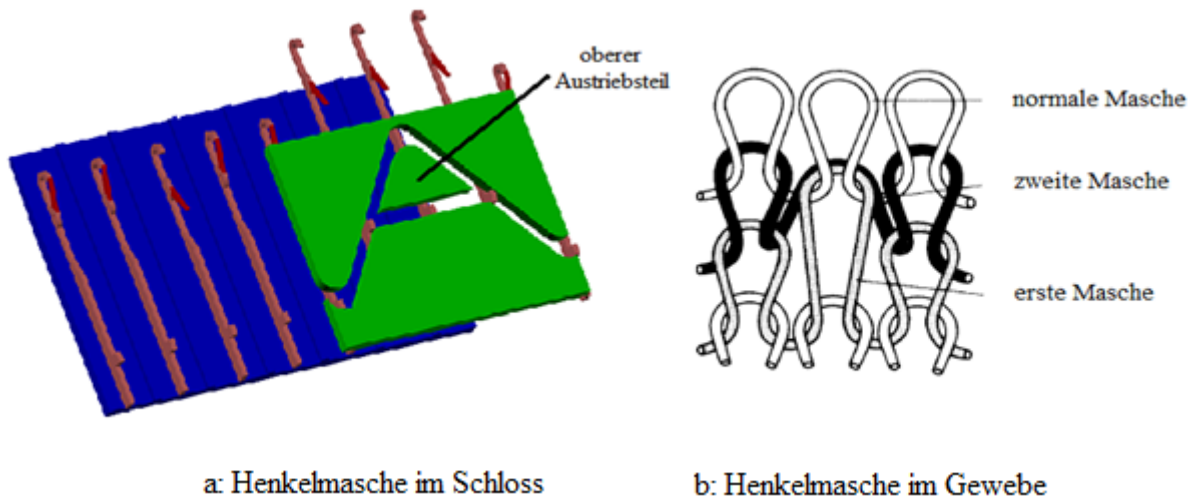 oberer
Austriebsteil
normale Masche
zweite Masche
erste Masche
a: Henkelmasche im Schloss
b: Henkelmasche im Gewebe